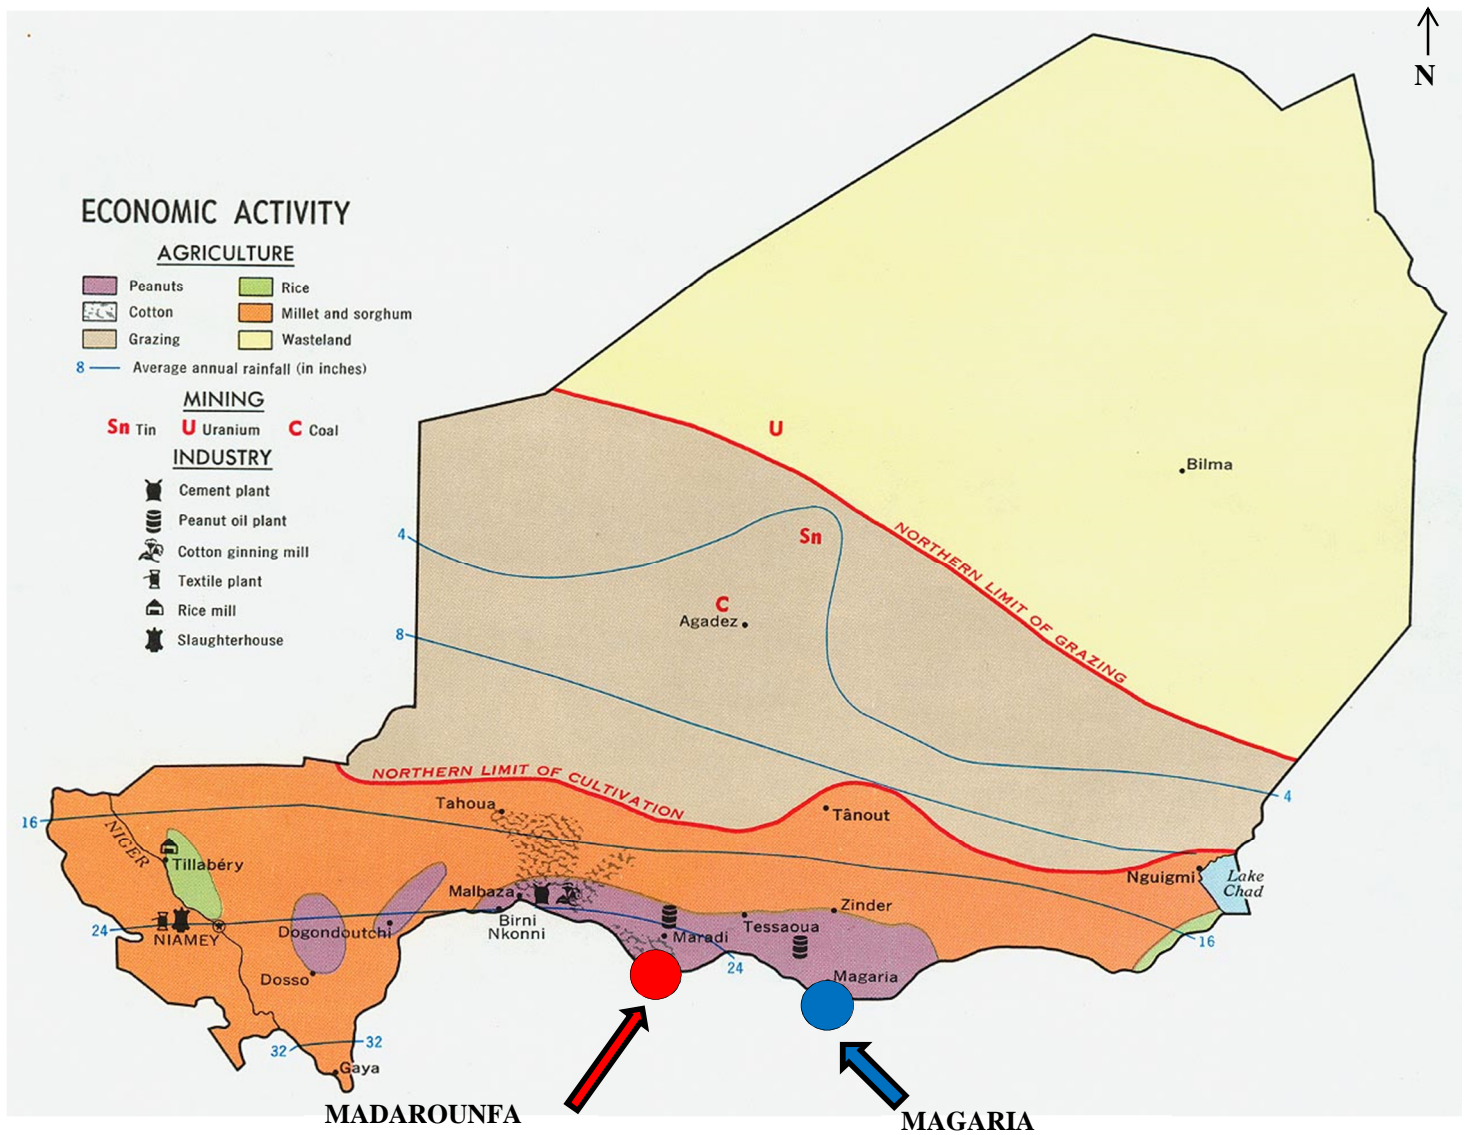 N
ECONOMIC ACTIVITY
AGRICULTURE
Peanuts
Rice
Cotton
Millet and sorghum
Grazing
Wasteland
8 Average annual rainfall (in inches)
MINING
Sn Tin U Uranium C Coal
INDUSTRY
Cement plant
Peanut oil plant
Cotton ginning mill
Textile plant
Rice mill
Slaughterhouse
U
Bilma
4
Sn
NORTHERN LIMIT OF GRAZING
C
Agadez
8
NORTHERN LIMIT OF CULTIVATION
4
Tahoua
Tânout
16
NIGER
Tillabéry
Nguigmi
Lake
Chad
Malbaza
Zinder
24
NIAMEY
Dogondoutchi
Birni
Nkonni
Maradi
Tessaoua
16
24
Dosso
Magaria
32
32
Gaya
MADAROUNFA
MAGARIA